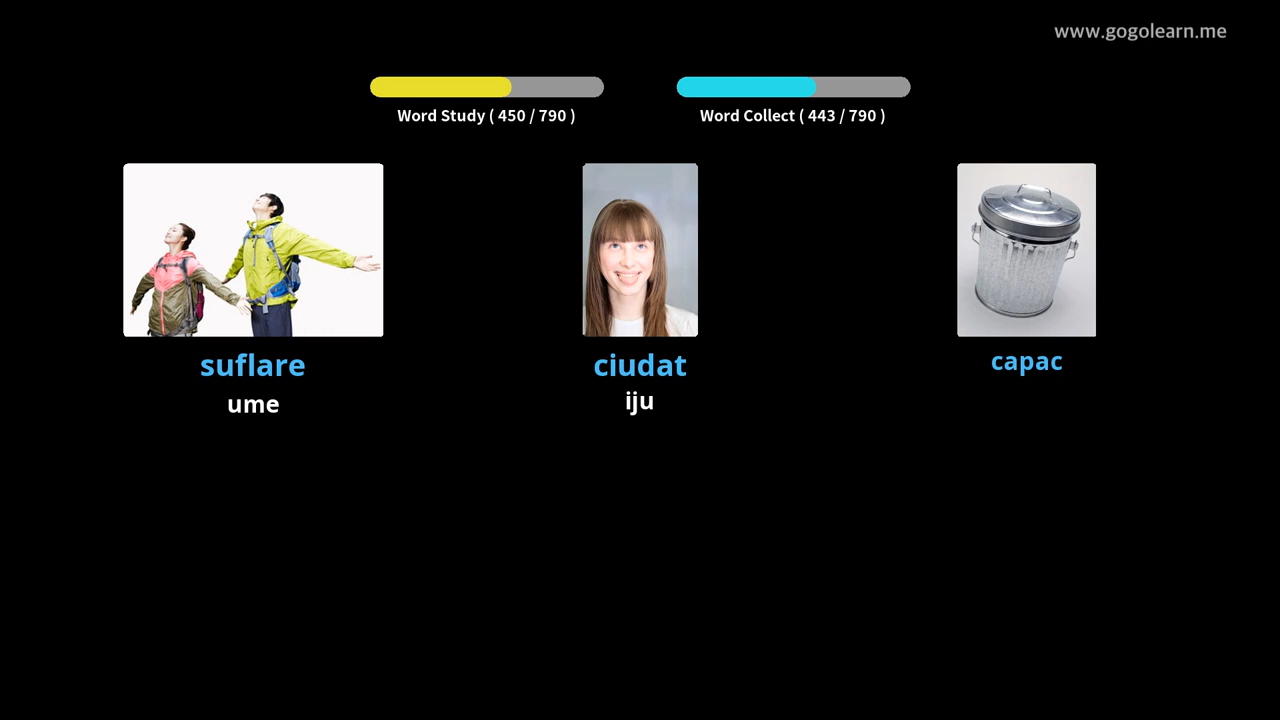 www.gogolearn.me
Word Study ( 450 / 790 )
Word Collect ( 443 / 790 )
suflare
ume
ciudat
iju
capac